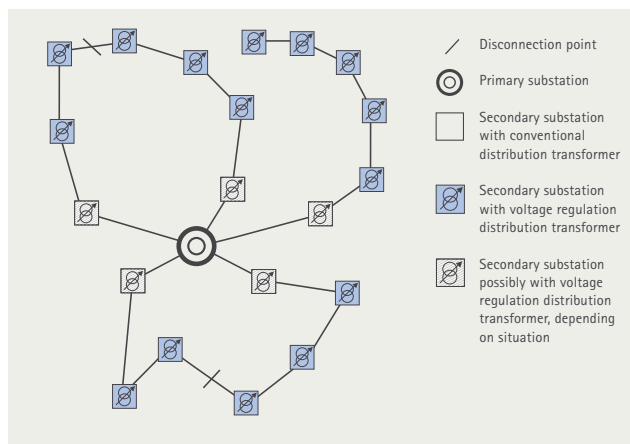 Disconnection point
Primary substation
Secondary substation
with conventional
distribution transformer
Secondary substation
with voltage regulation
distribution transformer
Secondary substation
possibly with voltage
regulation distribution
transformer, depending
on situation